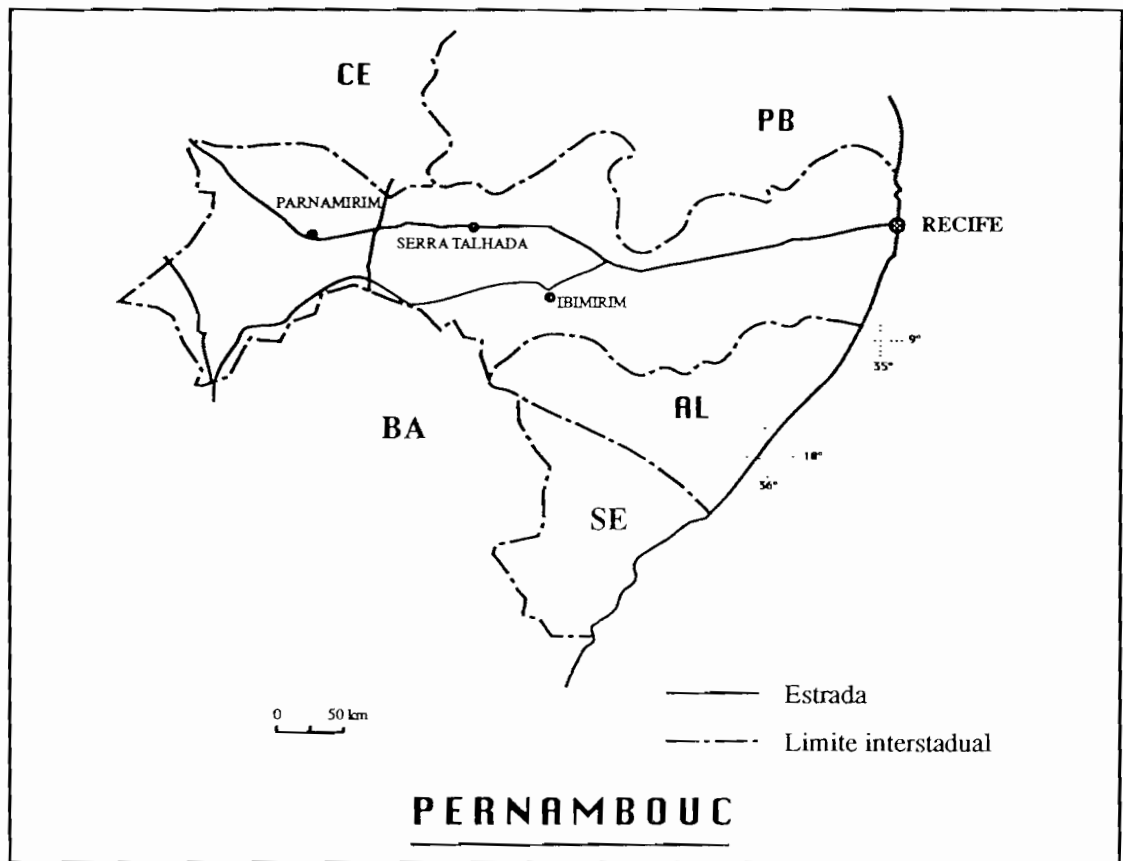 CE
PB
PARNAMIRIM
RECIFE
SERRA TALHADA
IBIMIRIM
9°
35°
AL
BA
10°
36°
SE
Estrada
0 50 km
Limite interstadual
PERNAMBOUC